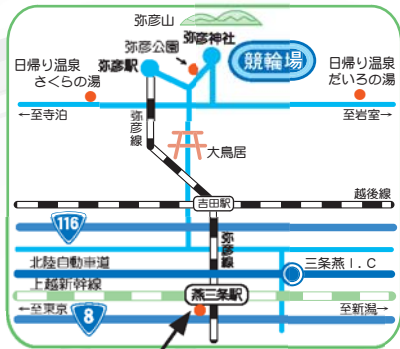 弥彦山
弥彦公園
弥彦神社
弥彦駅
競輪場
日帰り温泉
さくらの湯
日帰り温泉
だいろの湯
←至寺泊
至岩室→
弥彦線
大鳥居
越後線
吉田駅
116
弥彦線
北陸自動車道
三条燕I.C
上越新幹線
燕三条駅
←至東京
8
至新潟→